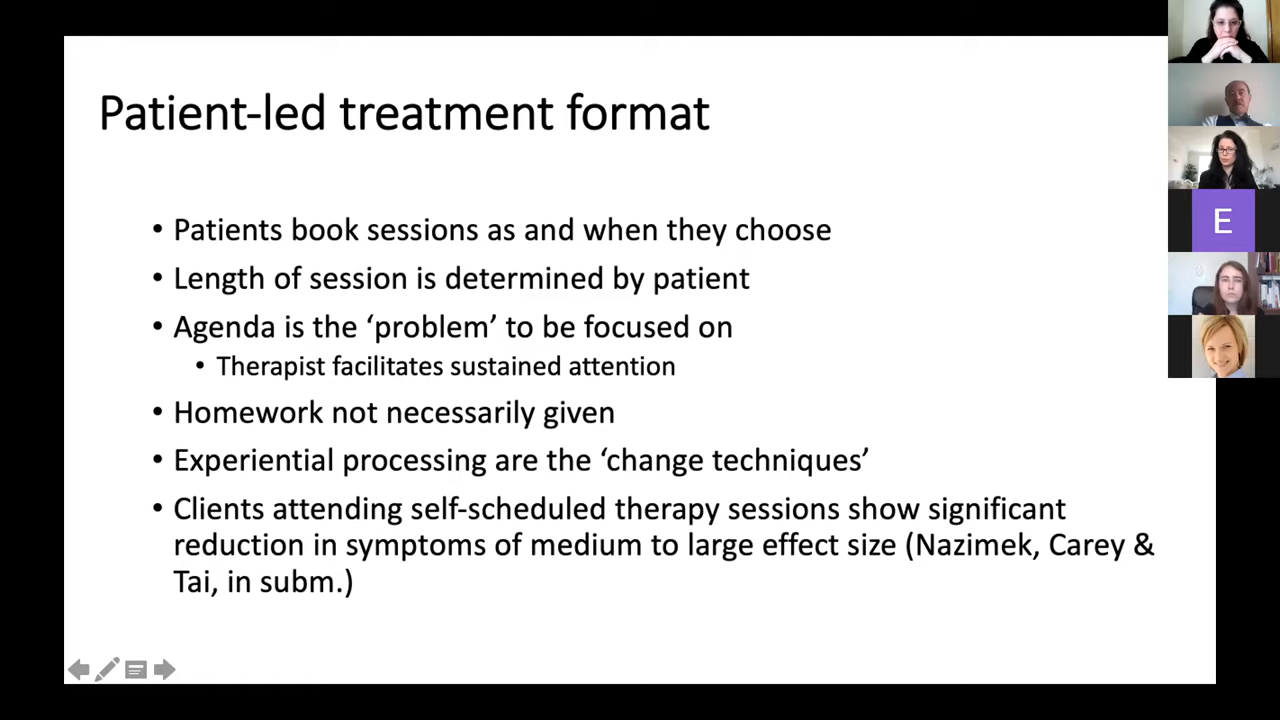 Patient-led treatment format
• Patients book sessions as and when they choose
• Length of session is determined by patient
• Agenda is the ‘problem’ to be focused on
• Therapist facilitates sustained attention
• Homework not necessarily given
• Experiential processing are the ‘change techniques’
• Clients attending self-scheduled therapy sessions show significant
reduction in symptoms of medium to large effect size (Nazimek, Carey &
Tai, in subm.)
E